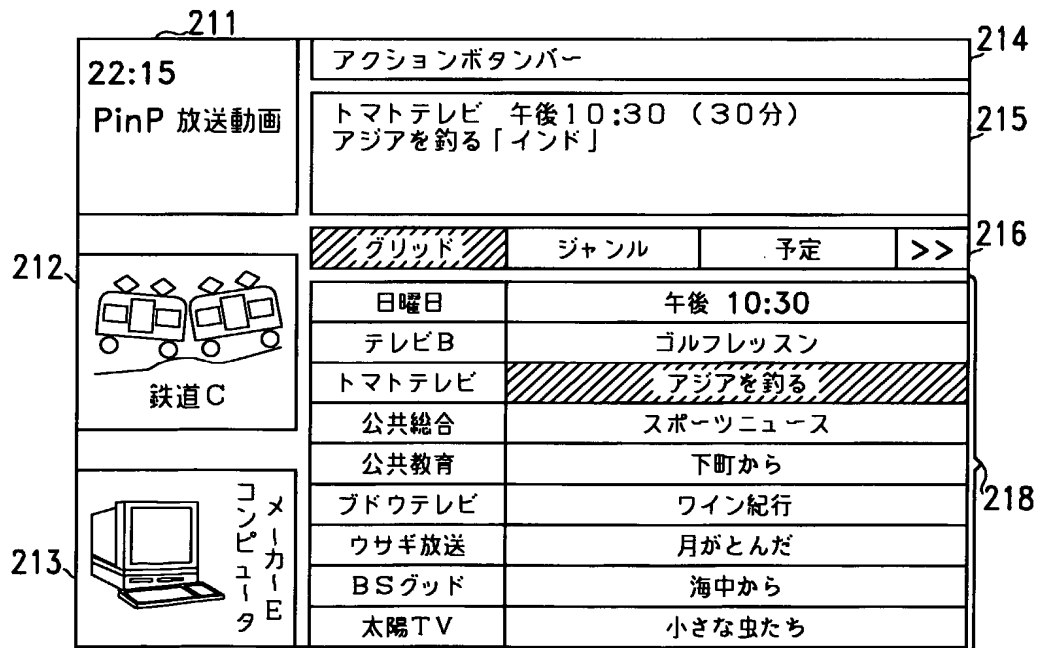 211
22:15
PinP 放送動画
212
鉄道C
213
メーカーE
コンピュータ
アクションボタンバー
214
トマトテレビ 午後10:30 (30分)
アジアを釣る「インド」
215
グリッド ジャンル 予定 >>
216
日曜日 午後 10:30
テレビB ゴルフレッスン
トマトテレビ アジアを釣る
公共総合 スポーツニュース
公共教育 下町から
ブドウテレビ ワイン紀行
ウサギ放送 月がとんだ
BSグッド 海中から
太陽TV 小さな虫たち
218